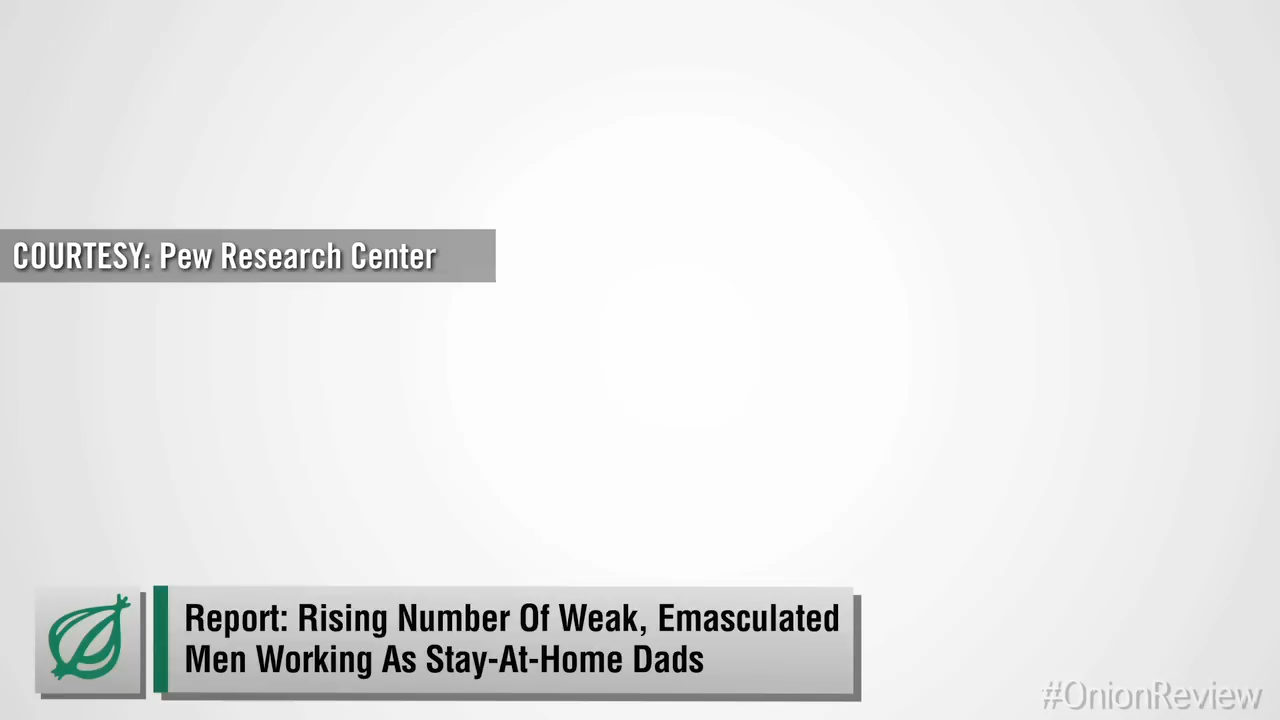 COURTESY: Pew Research Center
Report: Rising Number Of Weak, Emasculated
Men Working As Stay-At-Home Dads
#OnionReview